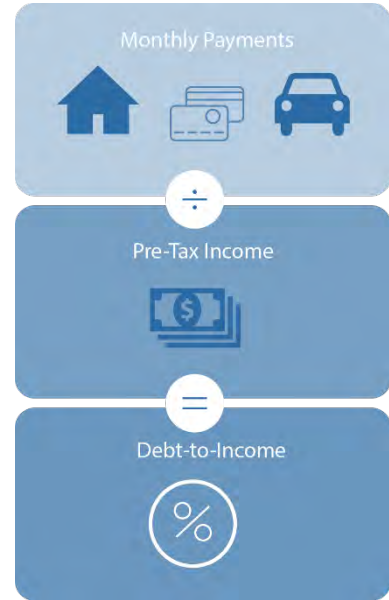 Monthly Payments
÷
Pre-Tax Income
$
=
Debt-to-Income
%